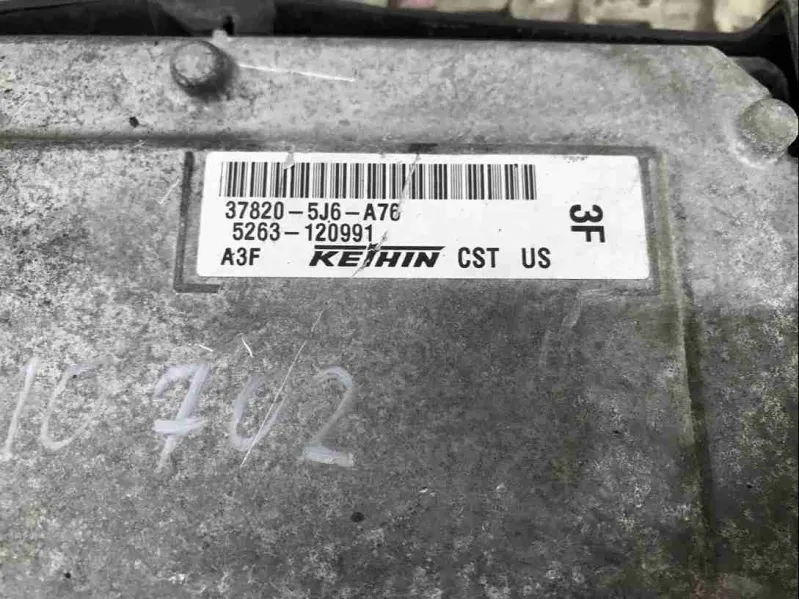 37820-5J6-A76
5263-120991
A3F KEIHIN CST US
3F
10702